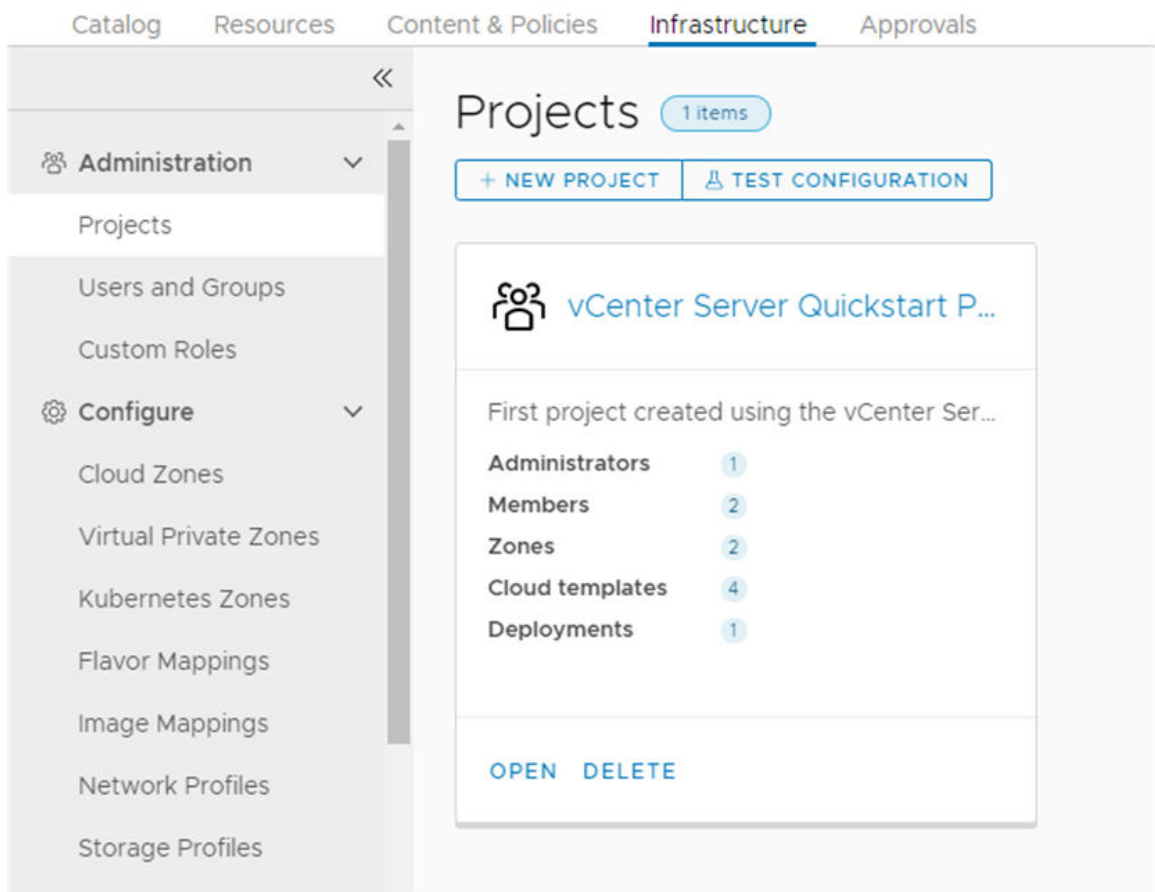 Catalog Resources Content & Policies Infrastructure Approvals
Administration
Projects
Users and Groups
Custom Roles
Configure
Cloud Zones
Virtual Private Zones
Kubernetes Zones
Flavor Mappings
Image Mappings
Network Profiles
Storage Profiles
Projects 1 items
+ NEW PROJECT TEST CONFIGURATION
vCenter Server Quickstart P...
First project created using the vCenter Ser...
Administrators 1
Members 2
Zones 2
Cloud templates 4
Deployments 1
OPEN DELETE